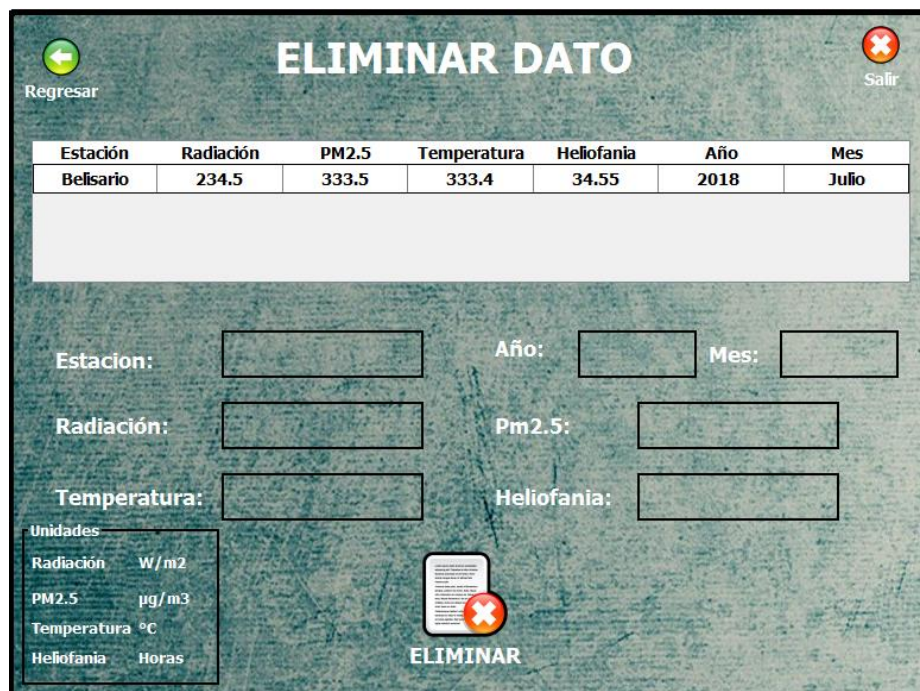 ELIMINAR DATO
Regresar
Salir
Estación Radiación PM2.5 Temperatura Heliofania Año Mes
Belisario 234.5 333.5 333.4 34.55 2018 Julio
Estacion: Año: Mes:
Radiación: Pm2.5:
Temperatura: Heliofania:
Unidades
Radiación W/m2
PM2.5 µg/m3
Temperatura °C
Heliofania Horas
ELIMINAR